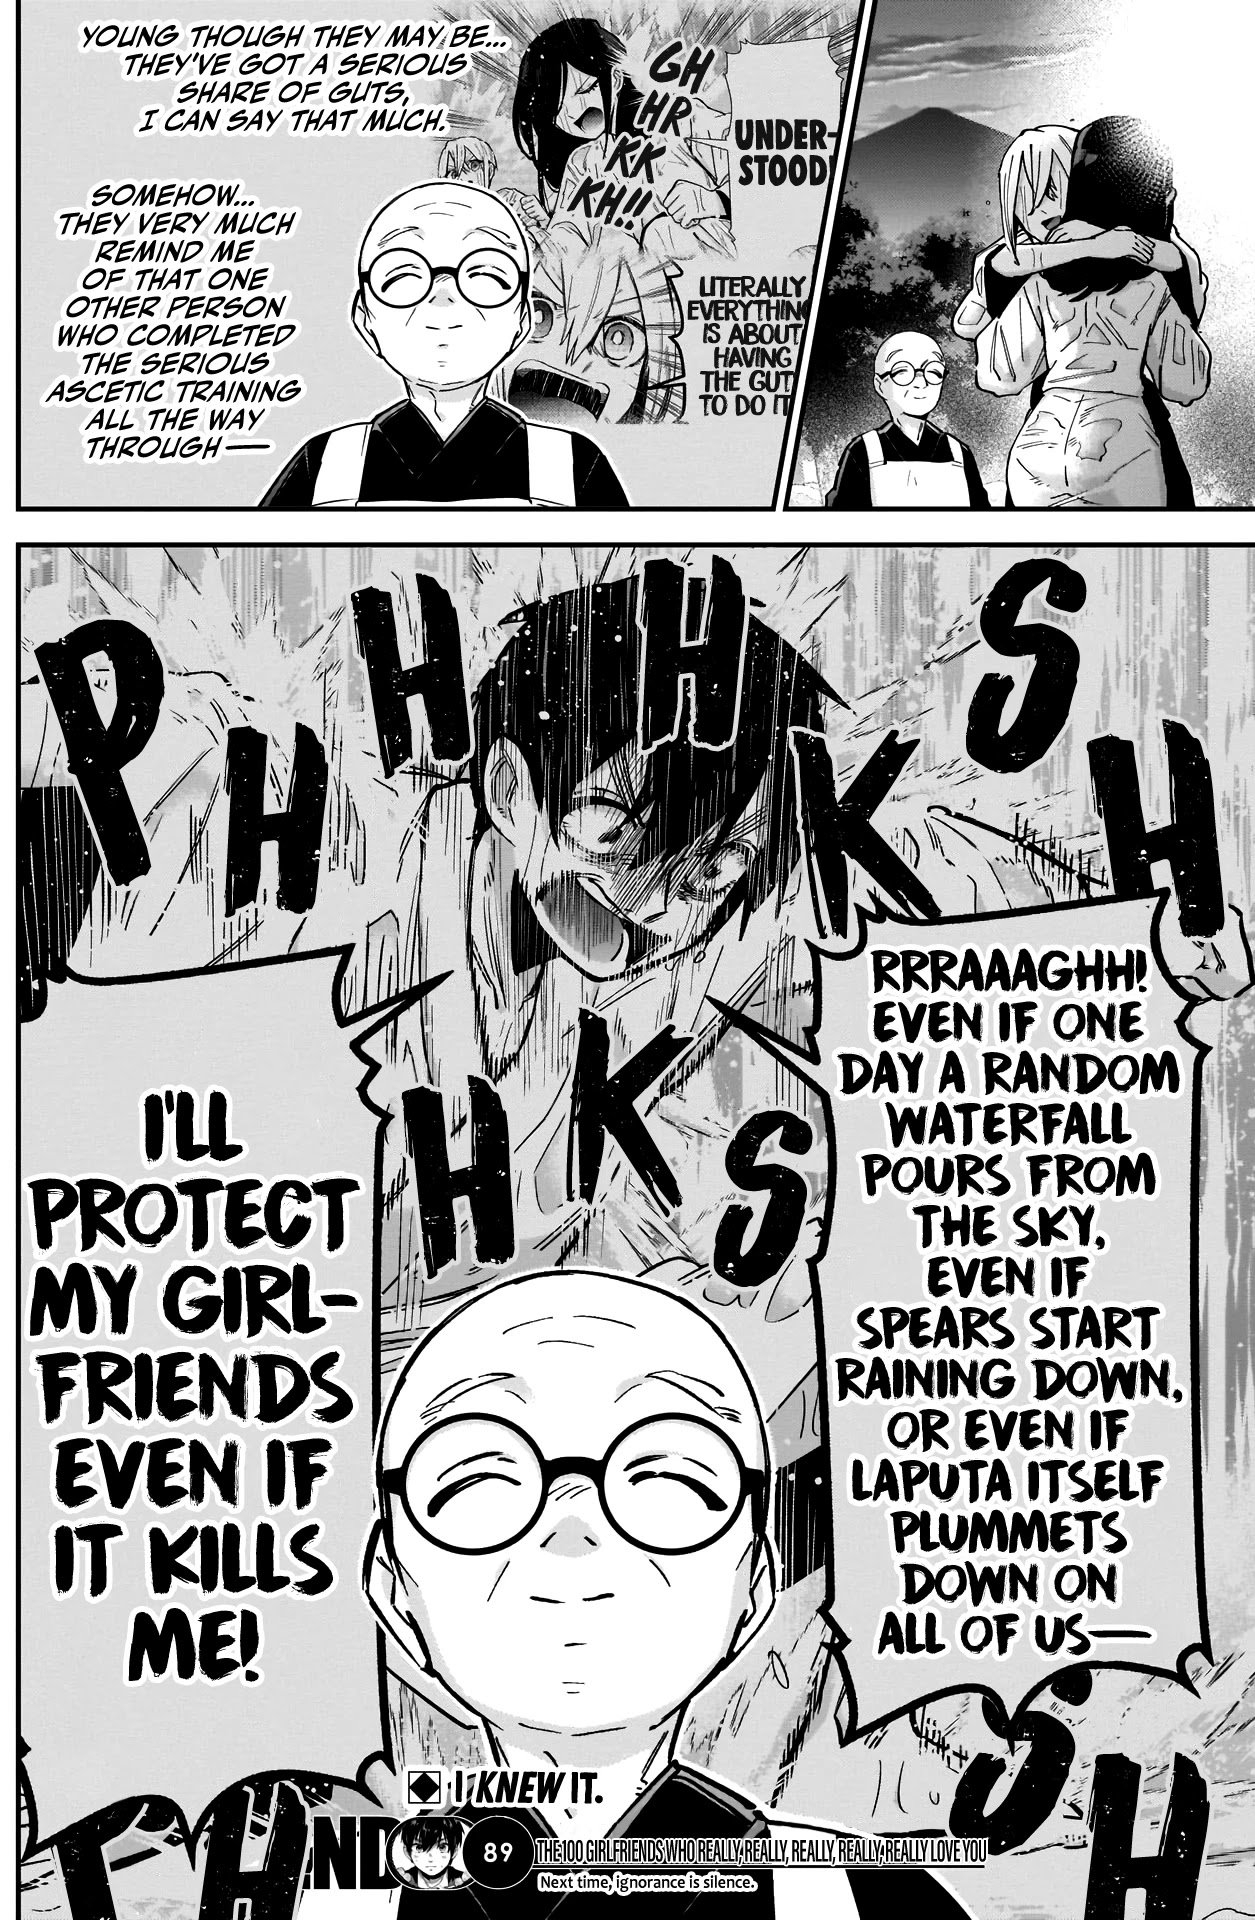 YOUNG THOUGH THEY MAY BE...
THEY'VE GOT A SERIOUS
SHARE OF GUTS,
I CAN SAY THAT MUCH.
GH
HR
KK
KH!!
UNDER-
STOOD!
SOMEHOW...
THEY VERY MUCH
REMIND ME
OF THAT ONE
OTHER PERSON
WHO COMPLETED
THE SERIOUS
ASCETIC TRAINING
ALL THE WAY
THROUGH—
LITERALLY
EVERYTHING
IS ABOUT
HAVING
THE GUTS
TO DO IT
PHHHKSH
RRRAAAGHH!
EVEN IF ONE
DAY A RANDOM
WATERFALL
POURS FROM
THE SKY,
EVEN IF
SPEARS START
RAINING DOWN,
OR EVEN IF
LAPUTA ITSELF
PLUMMETS
DOWN ON
ALL OF US—
HKS
I'LL
PROTECT
MY GIRL-
FRIENDS
EVEN IF
IT KILLS
ME!
SH
I KNEW IT.
END
89
THE 100 GIRLFRIENDS WHO REALLY, REALLY, REALLY, REALLY, REALLY LOVE YOU
Next time, ignorance is silence.